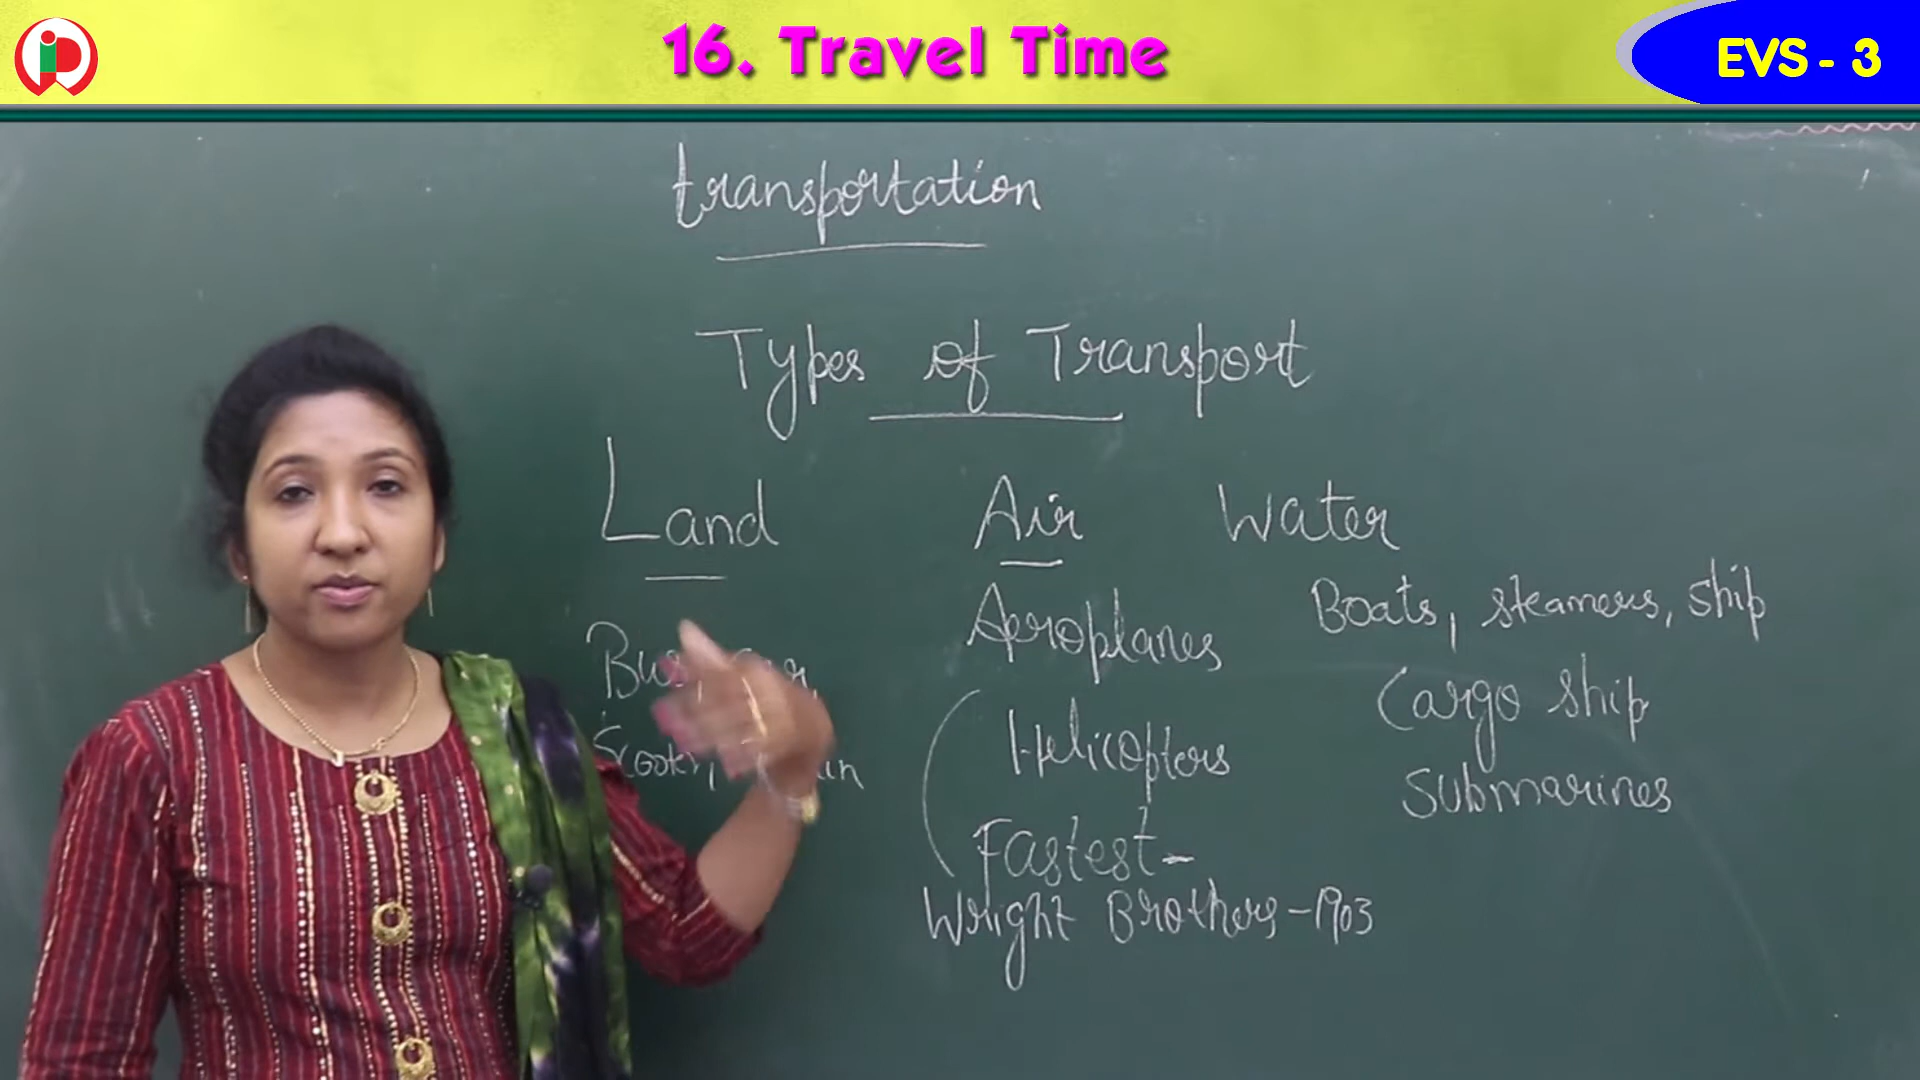 16. Travel Time
EVS - 3
transportation
Types of Transport
Land Air Water
Aeroplanes
Boats, steamers, ship
Helicopters
Cargo ship
Submarines
Fastest -
Wright Brothers - 1903